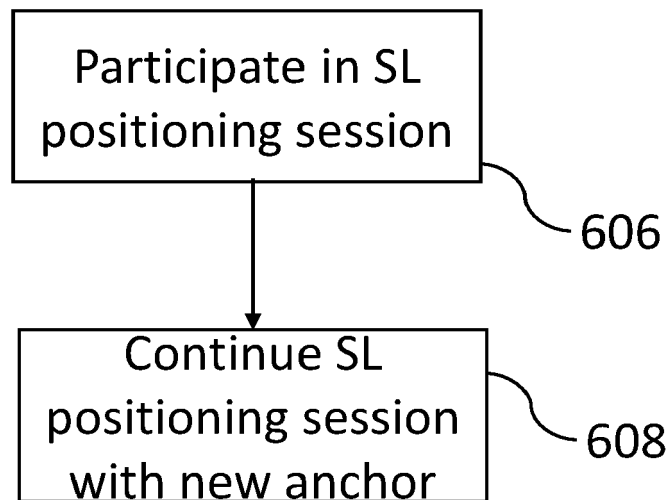 Participate in SL
positioning session
606
Continue SL
positioning session
with new anchor
608